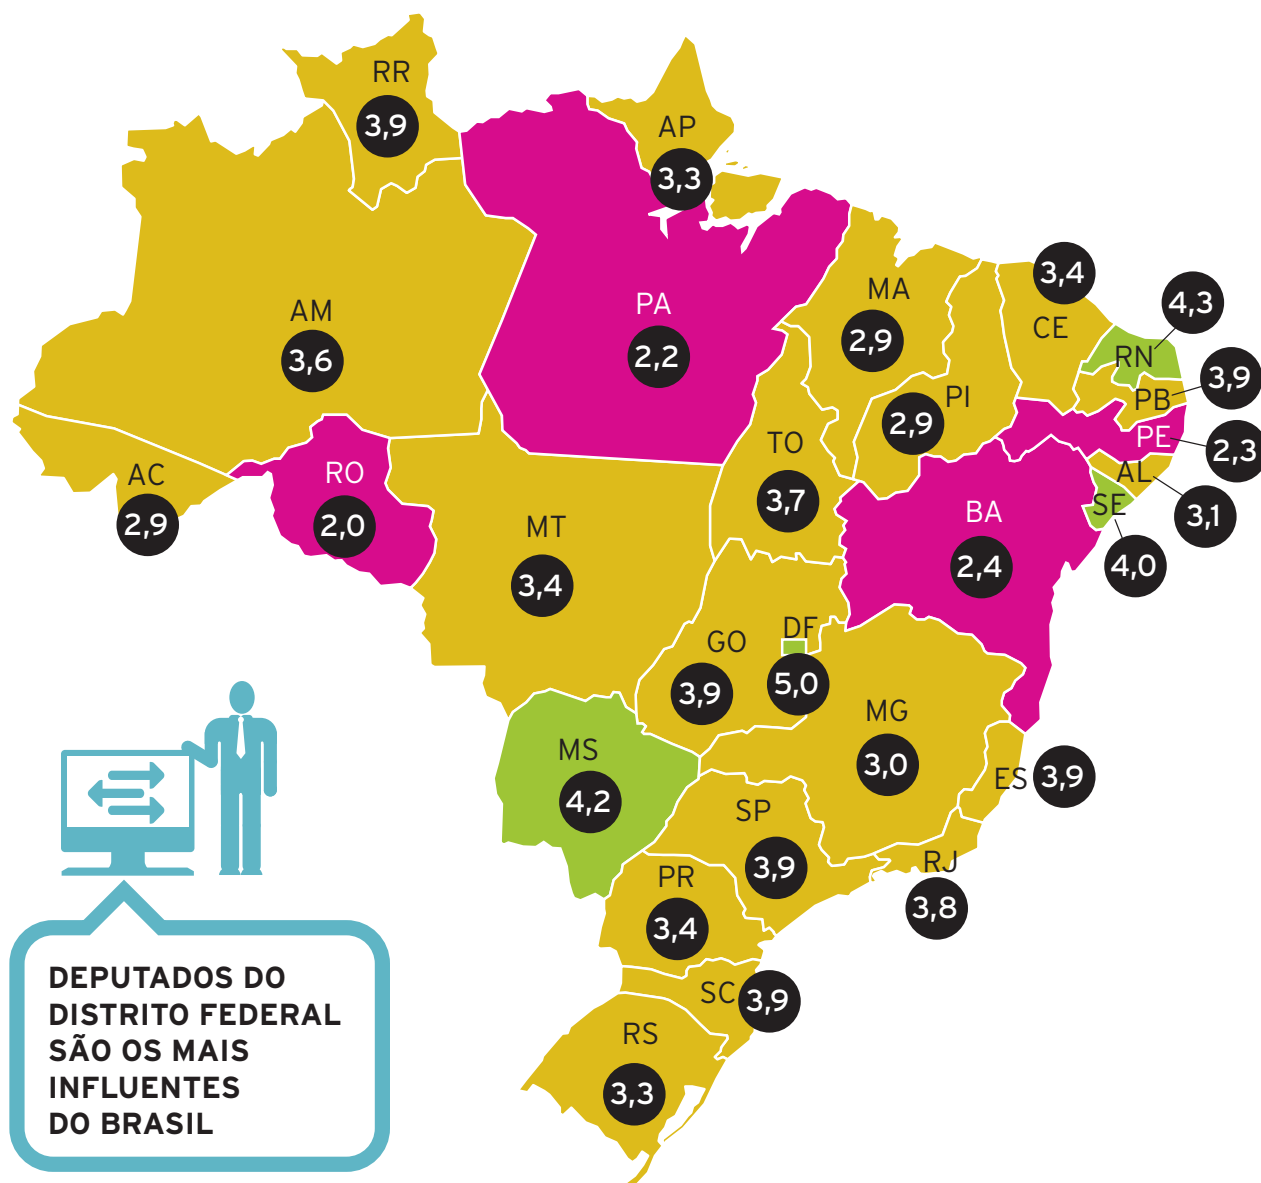 RR
3,9
AP
3,3
AM
3,6
PA
2,2
MA
2,9
PI
2,9
CE
3,4
RN
4,3
PB
3,9
PE
2,3
AL
3,1
SE
4,0
BA
2,4
TO
3,7
AC
2,9
RO
2,0
MT
3,4
GO
3,9
DF
5,0
MG
3,0
ES
3,9
MS
4,2
SP
3,9
RJ
3,8
PR
3,4
SC
3,9
RS
3,3
DEPUTADOS DO
DISTRITO FEDERAL
SÃO OS MAIS
INFLUENTES
DO BRASIL